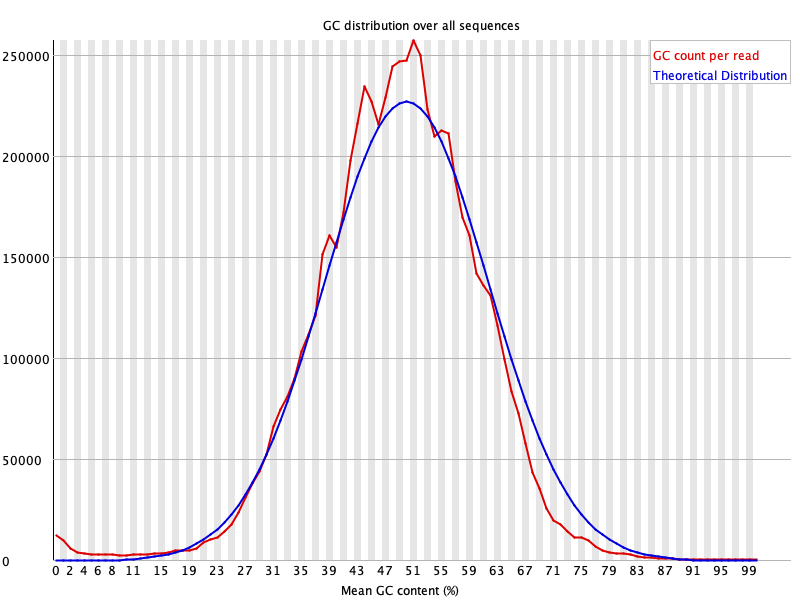 GC distribution over all sequences
GC count per read
Theoretical Distribution
250000
200000
150000
100000
50000
0
0 2 4 6 8 11 15 19 23 27 31 35 39 43 47 51 55 59 63 67 71 75 79 83 87 91 95 99
Mean GC content (%)